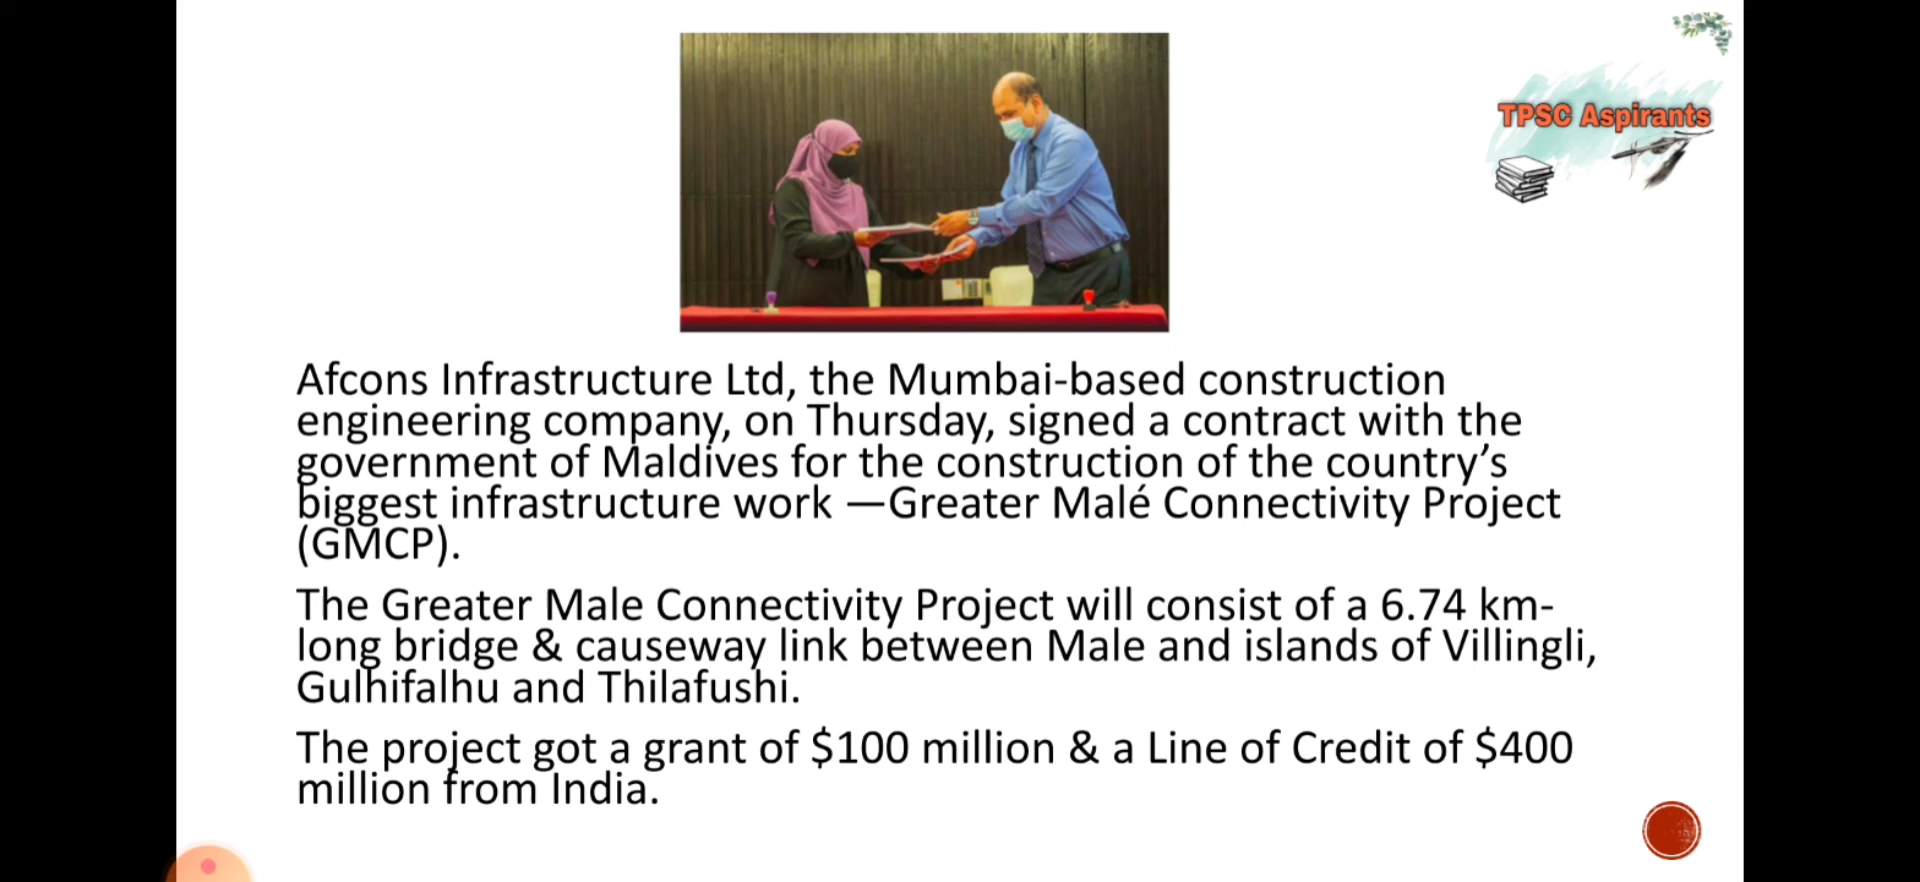 TPSC Aspirants
Afcons Infrastructure Ltd, the Mumbai-based construction
engineering company, on Thursday, signed a contract with the
government of Maldives for the construction of the country’s
biggest infrastructure work —Greater Malé Connectivity Project
(GMCP).
The Greater Male Connectivity Project will consist of a 6.74 km-
long bridge & causeway link between Male and islands of Villingli,
Gulhifalhu and Thilafushi.
The project got a grant of $100 million & a Line of Credit of $400
million from India.